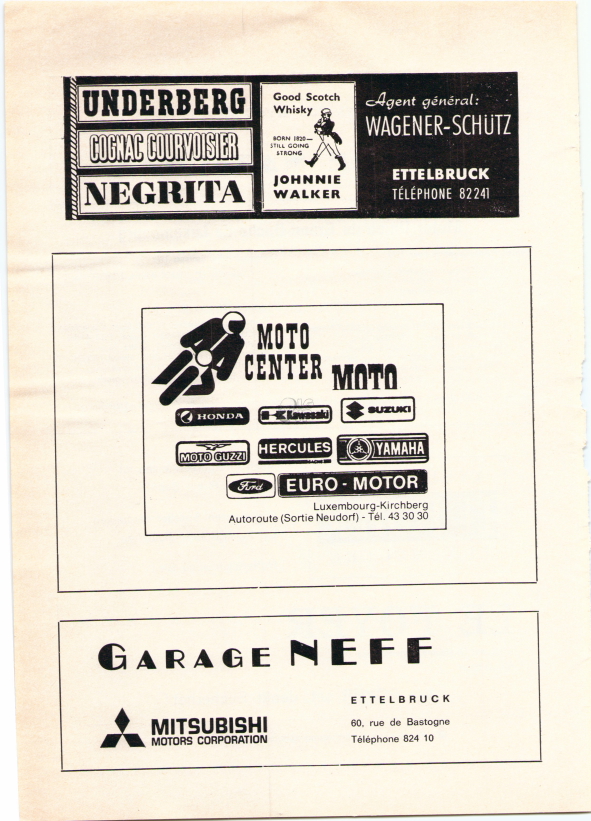 UNDERBERG
COGNAC COURVOISIER
NEGRITA
Good Scotch
Whisky
BORN 1820—
STILL GOING
STRONG
JOHNNIE
WALKER
Agent général:
WAGENER-SCHÜTZ
ETTELBRUCK
TÉLÉPHONE 82241
MOTO
CENTER MOTO
HONDA Kawasaki SUZUKI
MOTO GUZZI HERCULES YAMAHA
Ford EURO - MOTOR
Luxembourg-Kirchberg
Autoroute (Sortie Neudorf) - Tél. 43 30 30
GARAGE NEFF
MITSUBISHI
MOTORS CORPORATION
ETTELBRUCK
60, rue de Bastogne
Téléphone 824 10